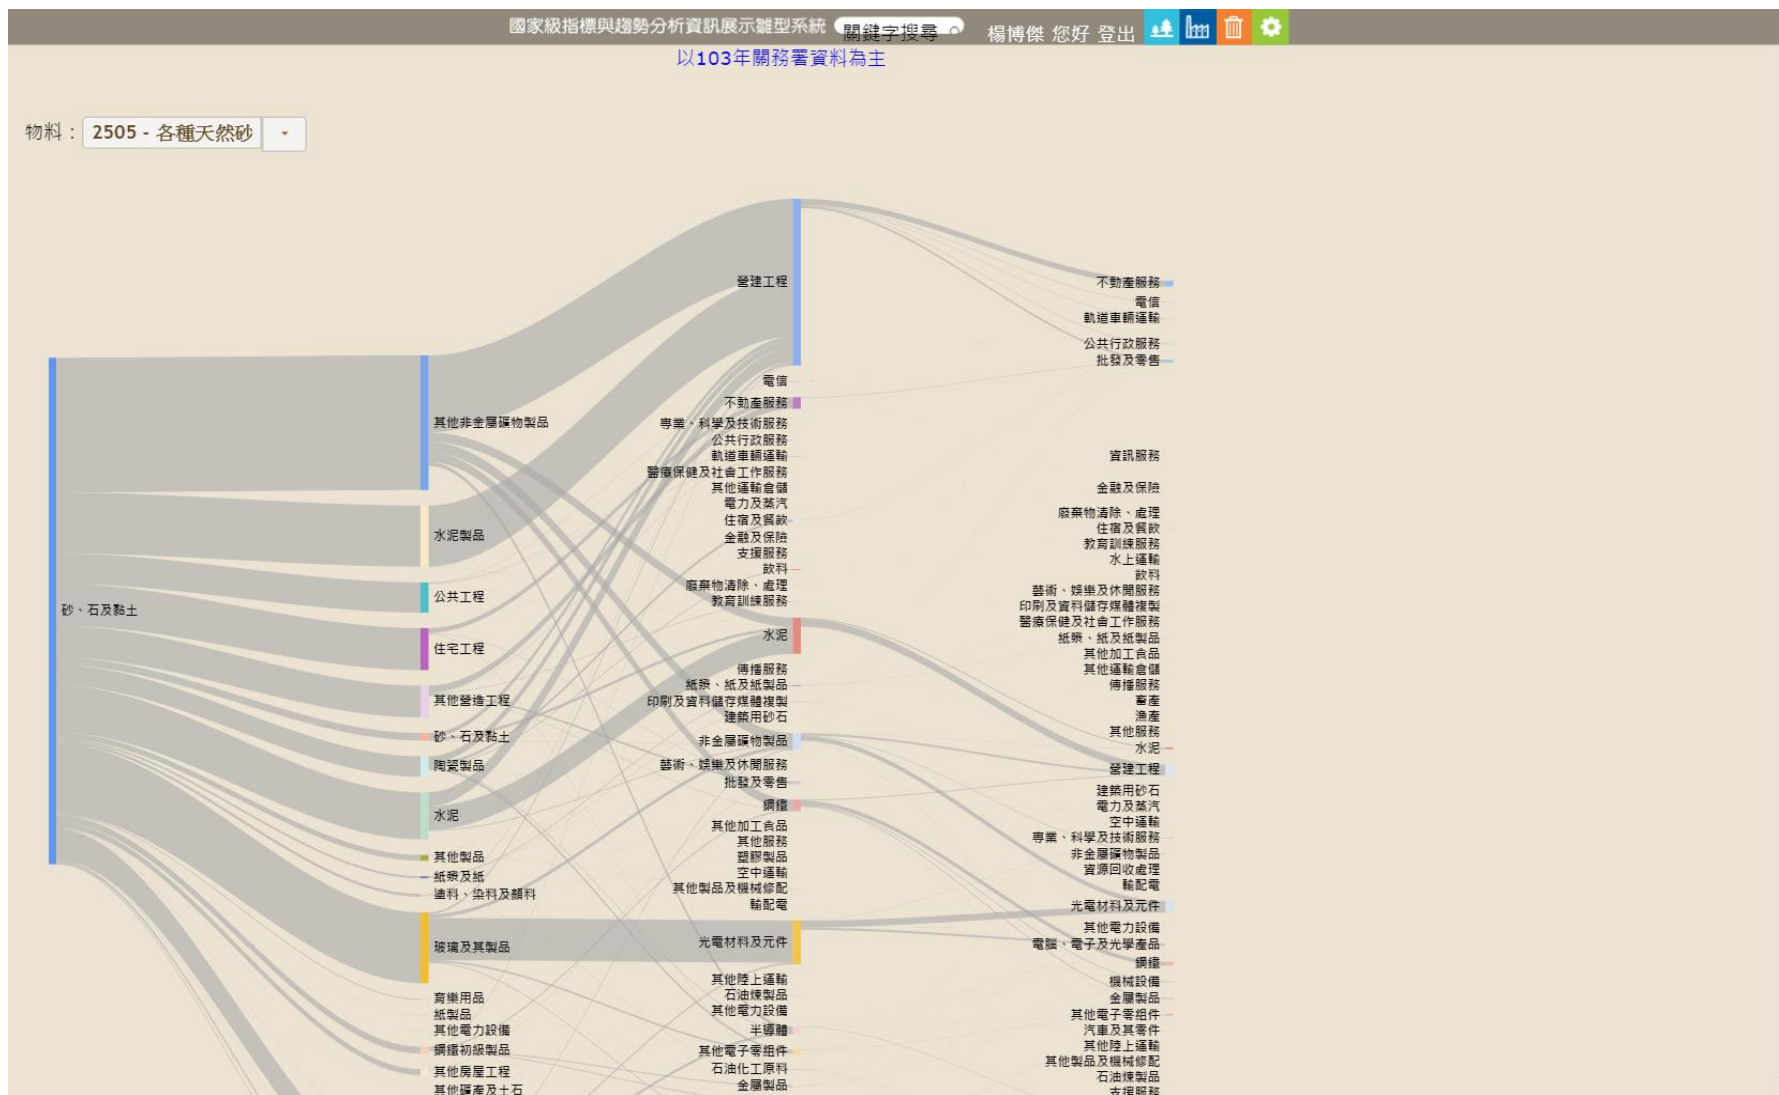 國家級指標與趨勢分析資訊展示雛型系統
關鍵字搜尋
楊博傑 您好 登出
以103年關務署資料為主
物料：
2505 - 各種天然砂
砂、石及黏土
其他非金屬礦物製品
水泥製品
公共工程
住宅工程
其他營造工程
砂、石及黏土
陶瓷製品
水泥
其他製品
紙漿及紙
塗料、染料及顏料
玻璃及其製品
育樂用品
紙製品
其他電力設備
鋼鐵初級製品
其他房屋工程
其他礦產及土石
營建工程
電信
不動產服務
專業、科學及技術服務
公共行政服務
軌道車輛運輸
醫療保健及社會工作服務
其他運輸倉儲
電力及蒸汽
住宿及餐飲
金融及保險
支援服務
飲料
廢棄物清除、處理
教育訓練服務
水泥
傳播服務
紙漿、紙及紙製品
印刷及資料儲存媒體複製
建築用砂石
非金屬礦物製品
藝術、娛樂及休閒服務
批發及零售
鋼鐵
其他加工食品
其他服務
塑膠製品
空中運輸
其他製品及機械修配
輸配電
光電材料及元件
其他陸上運輸
石油煉製品
其他電力設備
半導體
其他電子零組件
石油化工原料
金屬製品
不動產服務
電信
軌道車輛運輸
公共行政服務
批發及零售
資訊服務
金融及保險
廢棄物清除、處理
住宿及餐飲
教育訓練服務
水上運輸
飲料
藝術、娛樂及休閒服務
印刷及資料儲存媒體複製
醫療保健及社會工作服務
紙漿、紙及紙製品
其他加工食品
其他運輸倉儲
傳播服務
畜產
漁產
其他服務
水泥
營建工程
建築用砂石
電力及蒸汽
空中運輸
專業、科學及技術服務
非金屬礦物製品
資源回收處理
輸配電
光電材料及元件
其他電力設備
電腦、電子及光學產品
鋼鐵
機械設備
金屬製品
其他電子零組件
汽車及其零件
其他陸上運輸
其他製品及機械修配
石油煉製品
支援服務